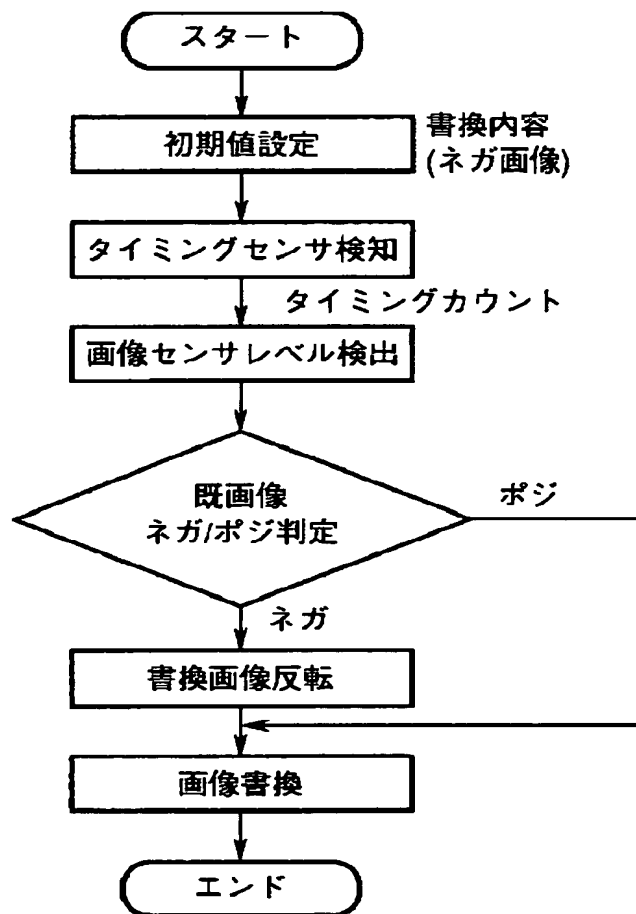 スタート
初期値設定
書換内容
(ネガ画像)
タイミングセンサ検知
タイミングカウント
画像センサレベル検出
既画像
ネガ/ポジ判定
ポジ
ネガ
書換画像反転
画像書換
エンド